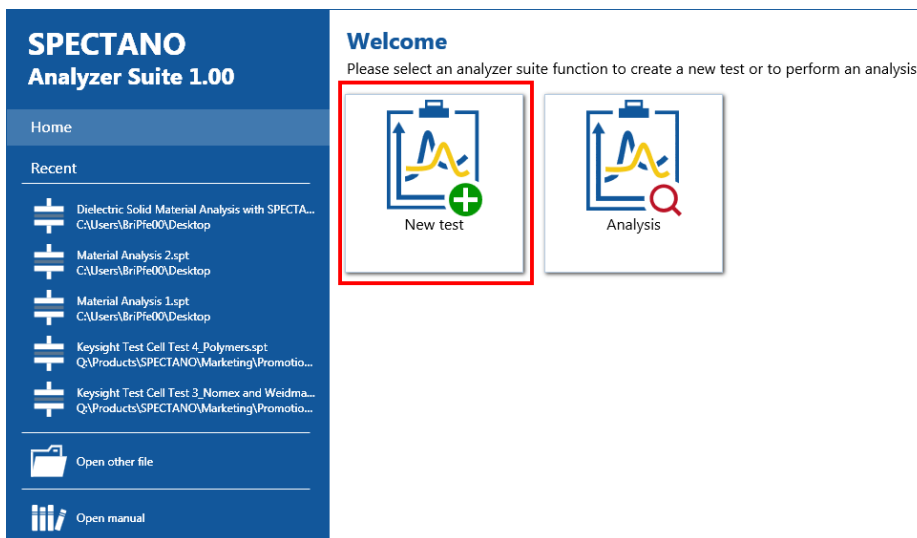 SPECTANO
Analyzer Suite 1.00
Home
Recent
Dielectric Solid Material Analysis with SPECTA...
C:\Users\BriPfe00\Desktop
Material Analysis 2.spt
C:\Users\BriPfe00\Desktop
Material Analysis 1.spt
C:\Users\BriPfe00\Desktop
Keysight Test Cell Test 4_Polymers.spt
Q:\Products\SPECTANO\Marketing\Promotio...
Keysight Test Cell Test 3_Nomex and Weidma...
Q:\Products\SPECTANO\Marketing\Promotio...
Open other file
Open manual
Welcome
Please select an analyzer suite function to create a new test or to perform an analysis
New test
Analysis